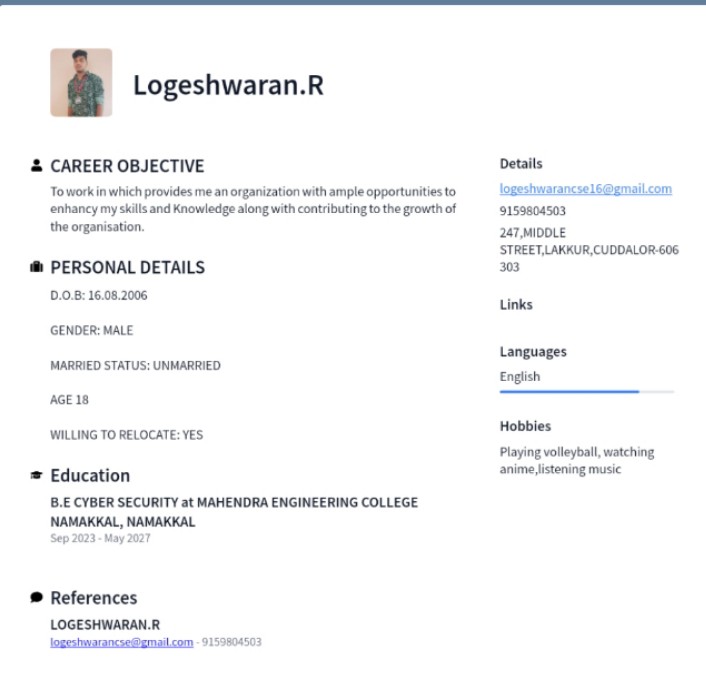 Logeshwaran.R
CAREER OBJECTIVE
To work in which provides me an organization with ample opportunities to
enhancy my skills and Knowledge along with contributing to the growth of
the organisation.
PERSONAL DETAILS
D.O.B: 16.08.2006
GENDER: MALE
MARRIED STATUS: UNMARRIED
AGE 18
WILLING TO RELOCATE: YES
Education
B.E CYBER SECURITY at MAHENDRA ENGINEERING COLLEGE
NAMAKKAL, NAMAKKAL
Sep 2023 - May 2027
References
LOGESHWARAN.R
logeshwarancse@gmail.com - 9159804503
Details
logeshwarancse16@gmail.com
9159804503
247,MIDDLE
STREET,LAKKUR,CUDDALOR-606
303
Links
Languages
English
Hobbies
Playing volleyball, watching
anime,listening music